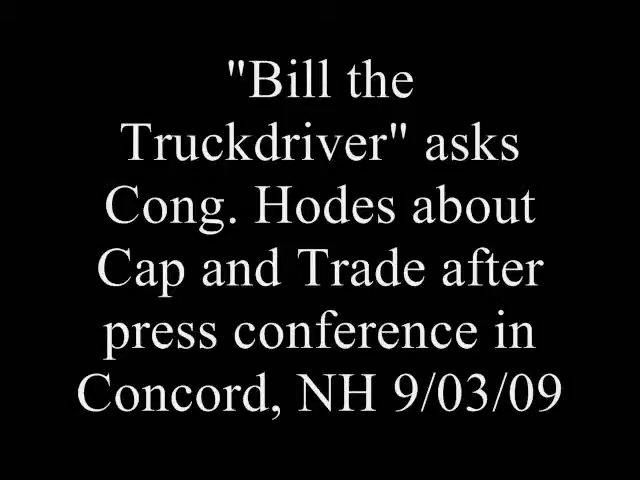 "Bill the
Truckdriver" asks
Cong. Hodes about
Cap and Trade after
press conference in
Concord, NH 9/03/09